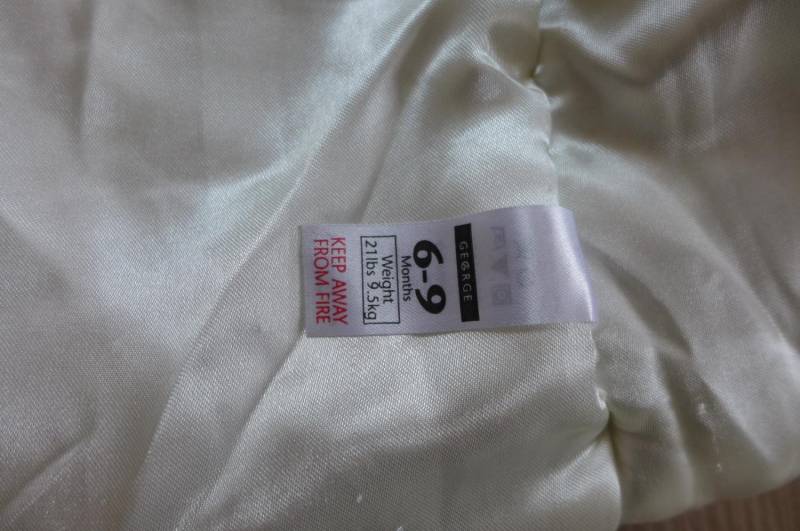 GEORGE
6-9
Months
Weight
21lbs 9.5kg
KEEP AWAY
FROM FIRE